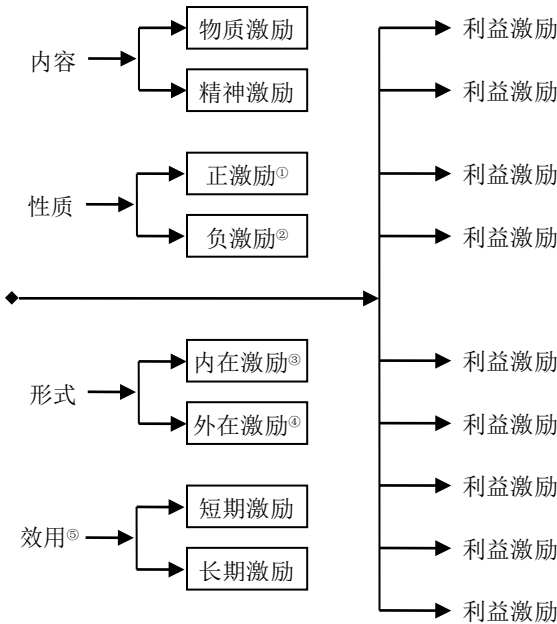 内容
物质激励
精神激励
性质
正激励①
负激励②
形式
内在激励③
外在激励④
效用⑤
短期激励
长期激励
利益激励
利益激励
利益激励
利益激励
利益激励
利益激励
利益激励
利益激励
利益激励